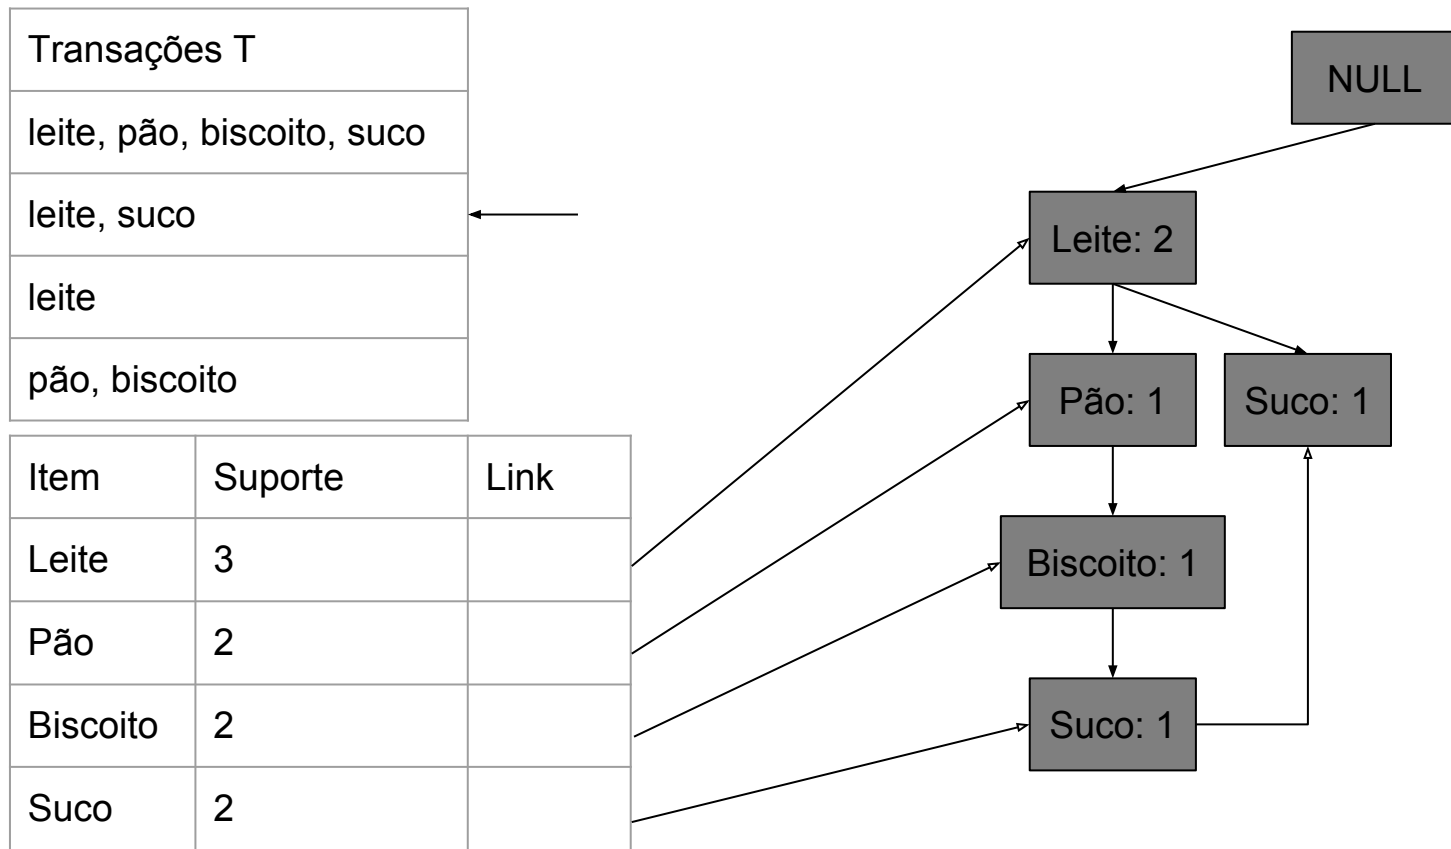 Transações T
leite, pão, biscoito, suco
leite, suco
leite
pão, biscoito
Item Suporte Link
Leite 3
Pão 2
Biscoito 2
Suco 2
NULL
Leite: 2
Pão: 1
Suco: 1
Biscoito: 1
Suco: 1